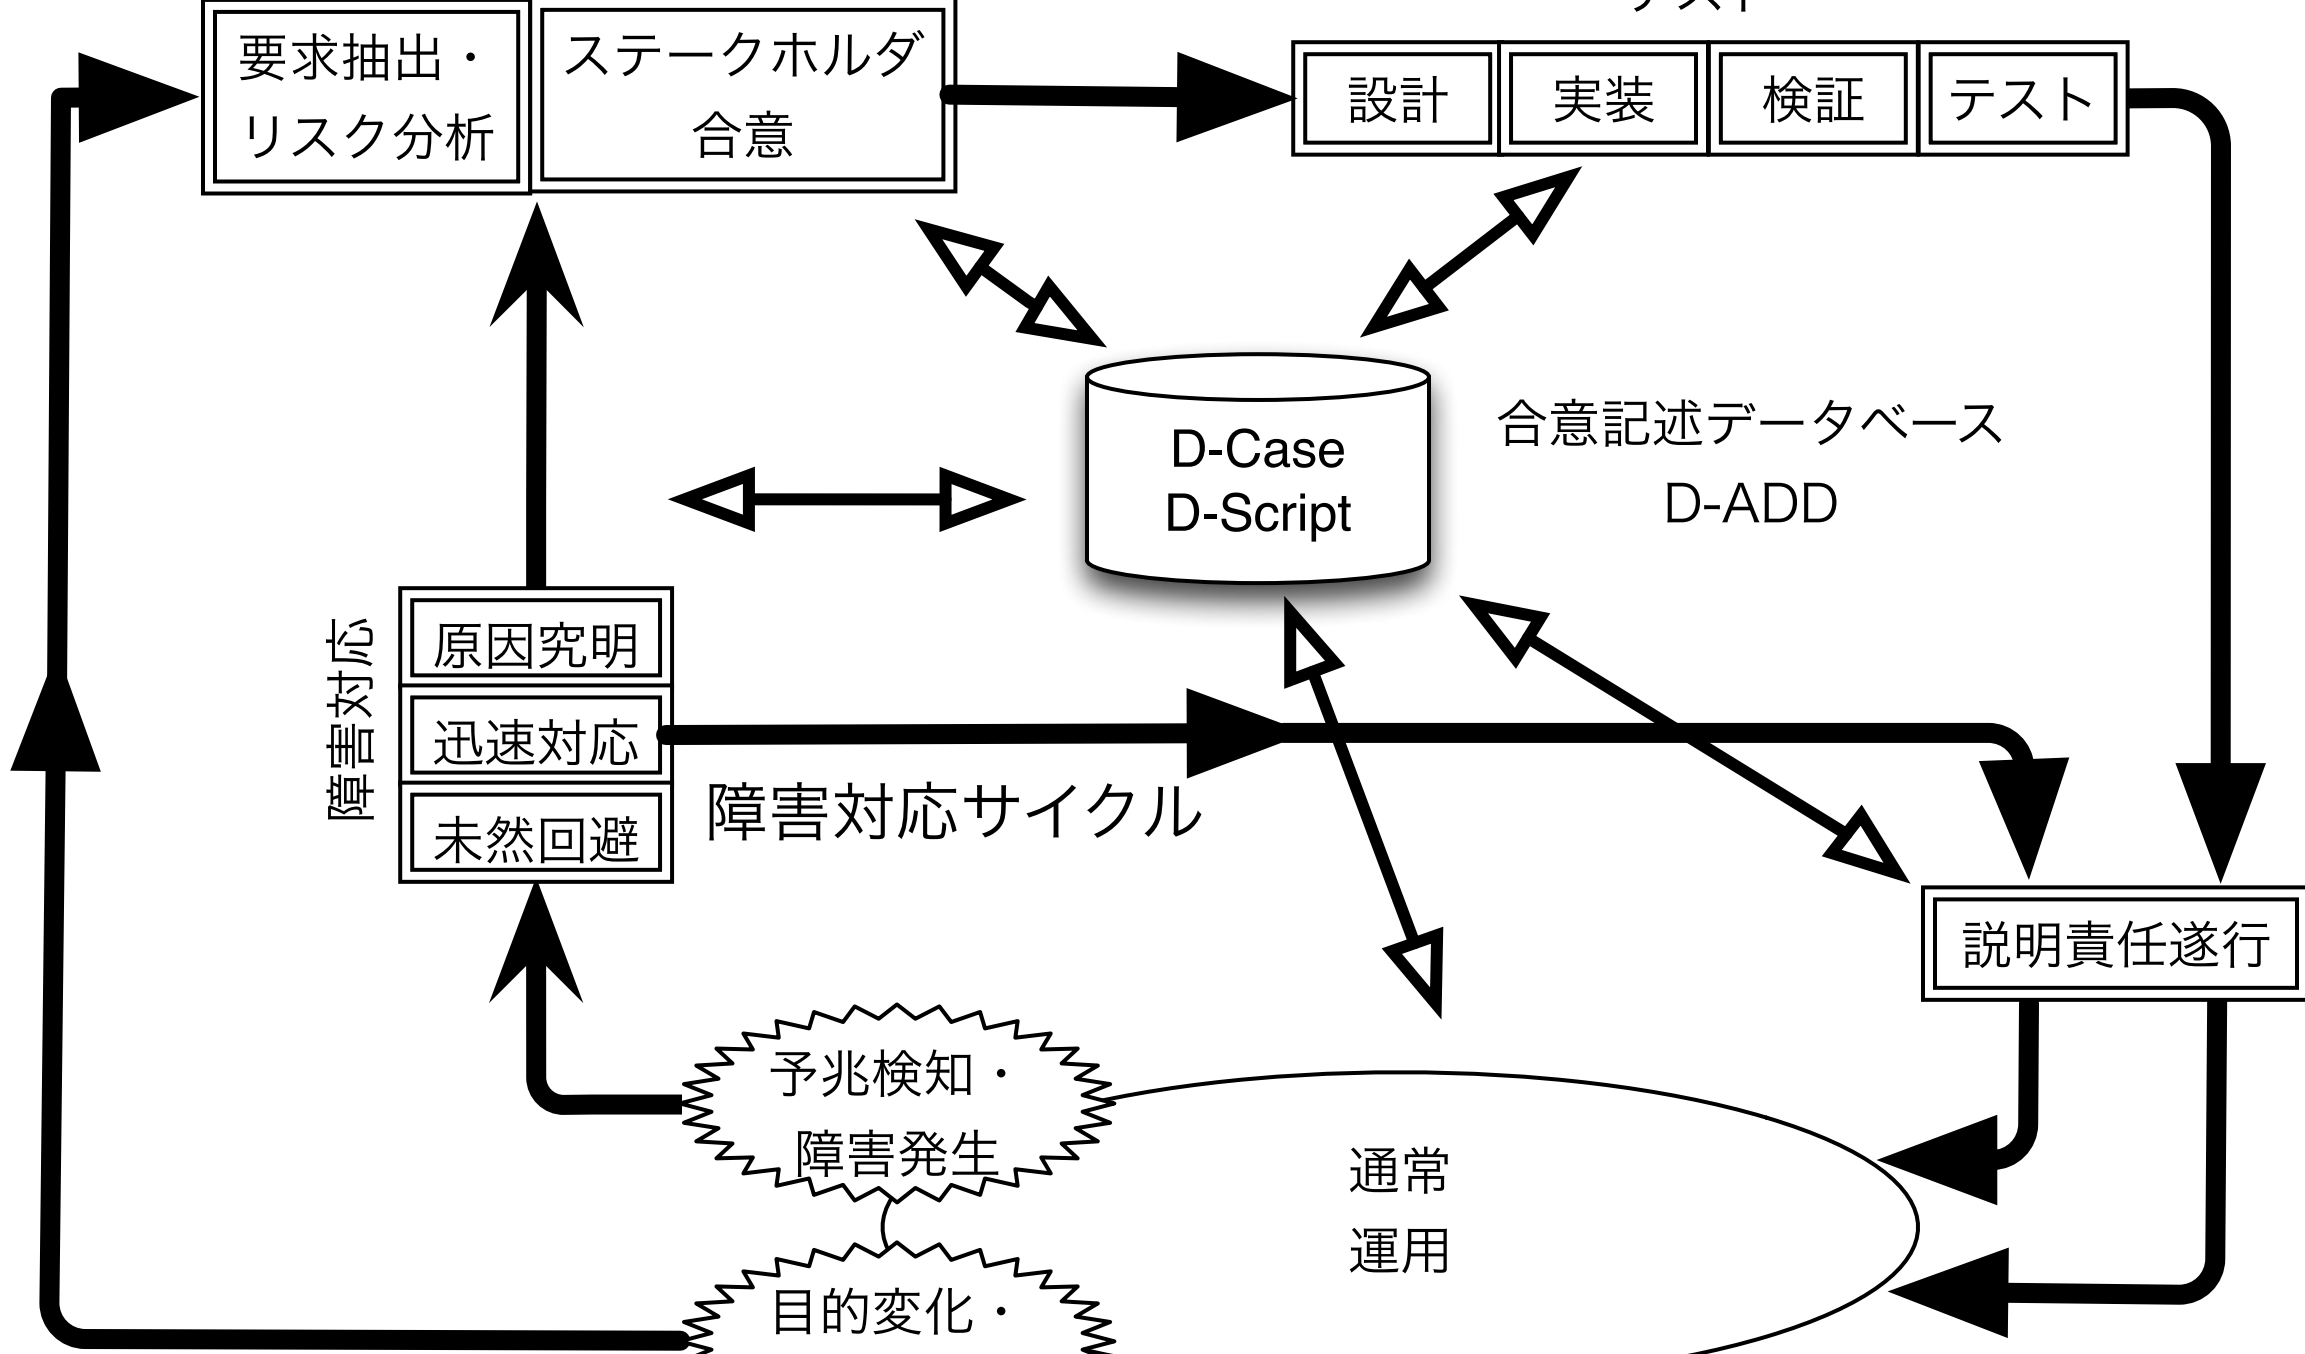 要求抽出・
リスク分析
ステークホルダ
合意
設計
実装
検証
テスト
D-Case
D-Script
合意記述データベース
D-ADD
障害対応
原因究明
迅速対応
未然回避
障害対応サイクル
説明責任遂行
予兆検知・
障害発生
通常
運用
目的変化・